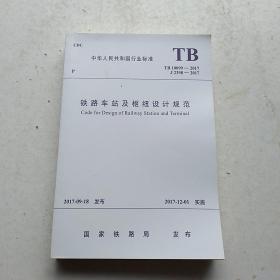 CDC
中华人民共和国行业标准
TB
P
TB 10099—2017
J 2398—2017
铁路车站及枢纽设计规范
Code for Design of Railway Station and Terminal
2017-09-18 发布
2017-12-01 实施
国家铁路局 发布